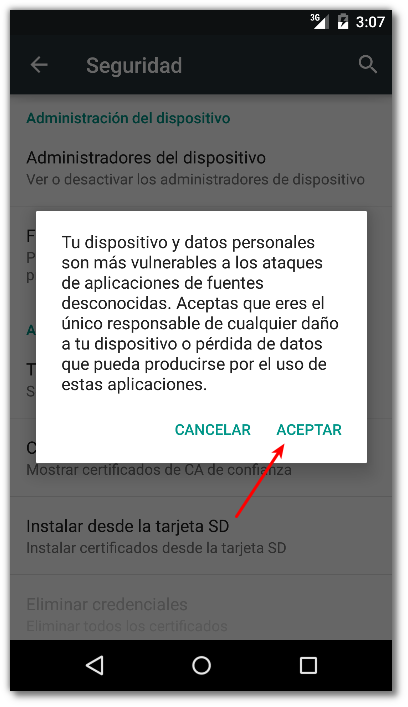 3G 3:07
Seguridad
Administración del dispositivo
Administradores del dispositivo
Ver o desactivar los administradores de dispositivo
F
P
p
Tu dispositivo y datos personales
son más vulnerables a los ataques
de aplicaciones de fuentes
desconocidas. Aceptas que eres el
único responsable de cualquier daño
a tu dispositivo o pérdida de datos
que pueda producirse por el uso de
estas aplicaciones.
A
T
S
CANCELAR ACEPTAR
C
Mostrar certificados de CA de confianza
Instalar desde la tarjeta SD
Instalar certificados desde la tarjeta SD
Eliminar credenciales
Eliminar todos los certificados